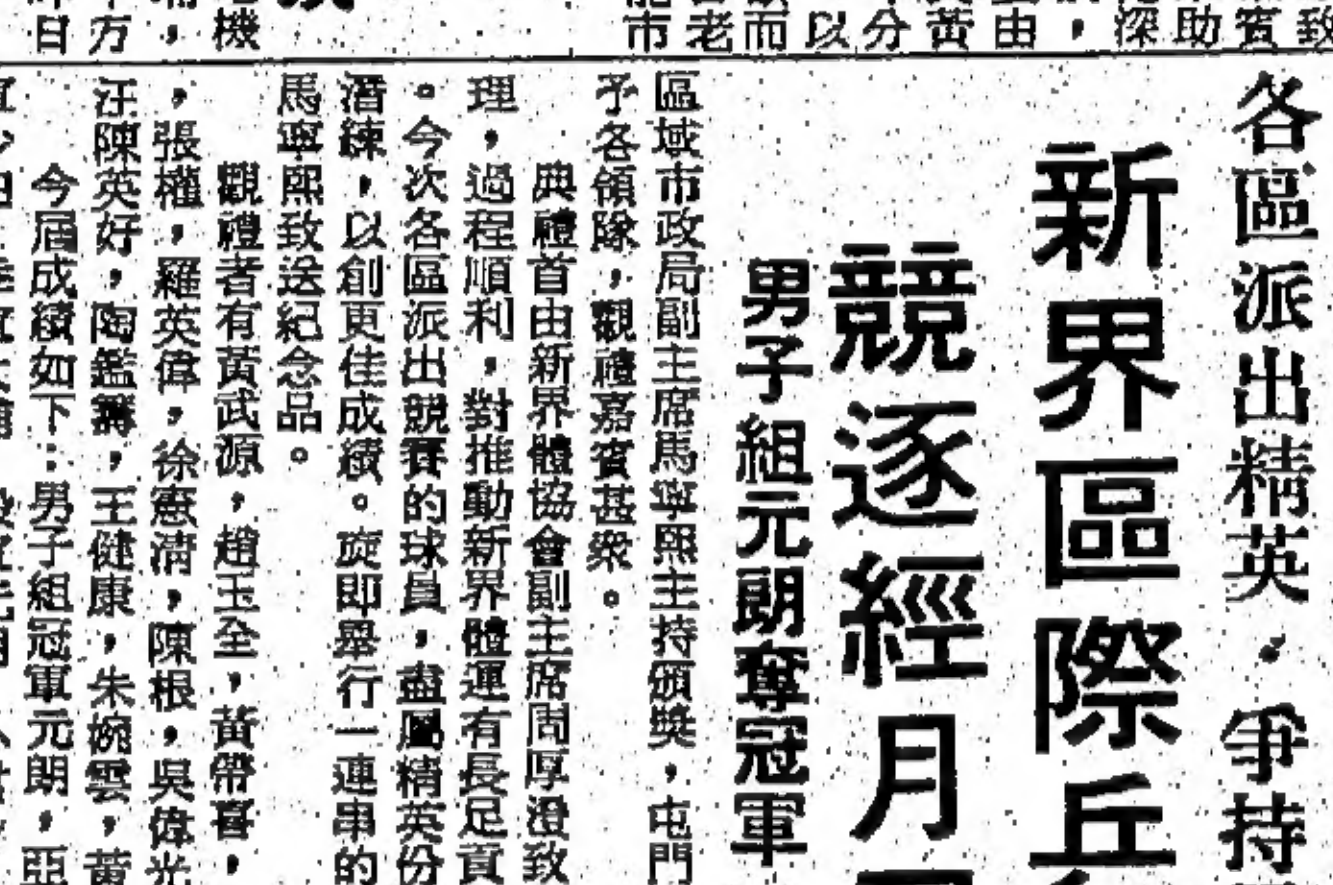 各區派出精英，爭持
新界區際乒
競逐經月
男子組元朗奪冠軍
區域市政局副主席馬寧熙主持頒獎，屯門
予各領隊，觀禮嘉賓甚衆。
典禮首由新界體協會副主席周厚澄致
理，過程順利，對推動新界體運有長足貢
。今次各區派出競賽的球員，盡屬精英份
習練，以創更佳成績。旋即舉行一連串的
馬寧熙致送紀念品。
觀禮者有黃武源，趙玉全，黃帶喜，
，張權，羅英偉，徐憲清，陳根，吳偉光
汪陳英好，陶鑑，王健康，朱婉雲，黃
今屆成績如下：男子組冠軍元朗，亞
致賓助深，由黃分以而老市
機，方日